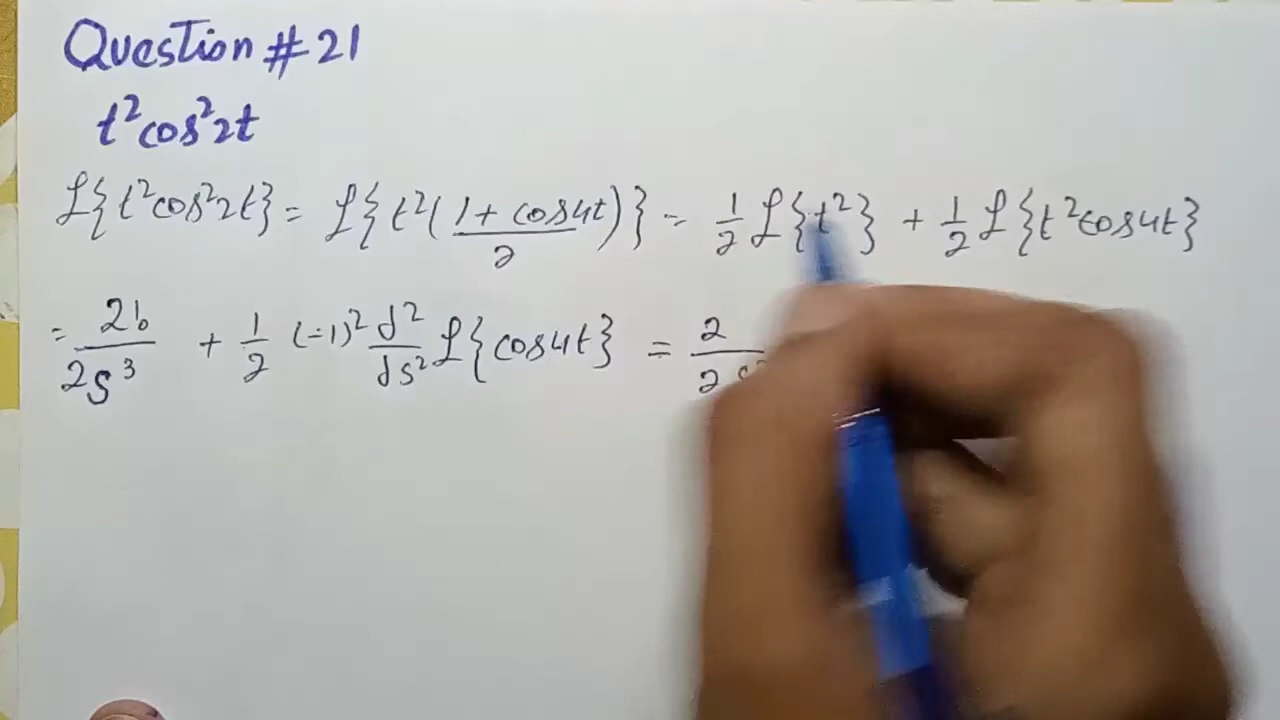 Question #21
t²cos²2t
ℒ{t²cos²2t} = ℒ{t²(1+cos4t)/2)} = 1/2 ℒ{t²} + 1/2 ℒ{t²cos4t}
= 2!/2s³ + 1/2 (-1)² d²/ds² ℒ{cos4t} = 2/2